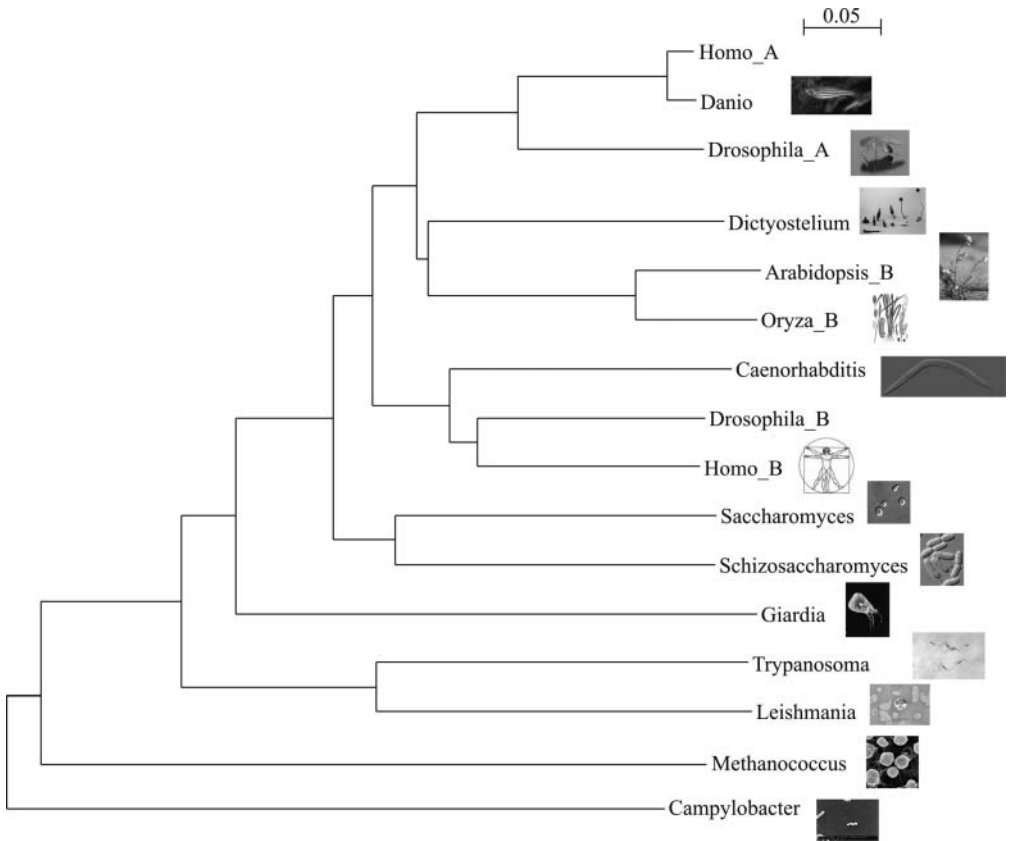 0.05
Homo_A
Danio
Drosophila_A
Dictyostelium
Arabidopsis_B
Oryza_B
Caenorhabditis
Drosophila_B
Homo_B
Saccharomyces
Schizosaccharomyces
Giardia
Trypanosoma
Leishmania
Methanococcus
Campylobacter